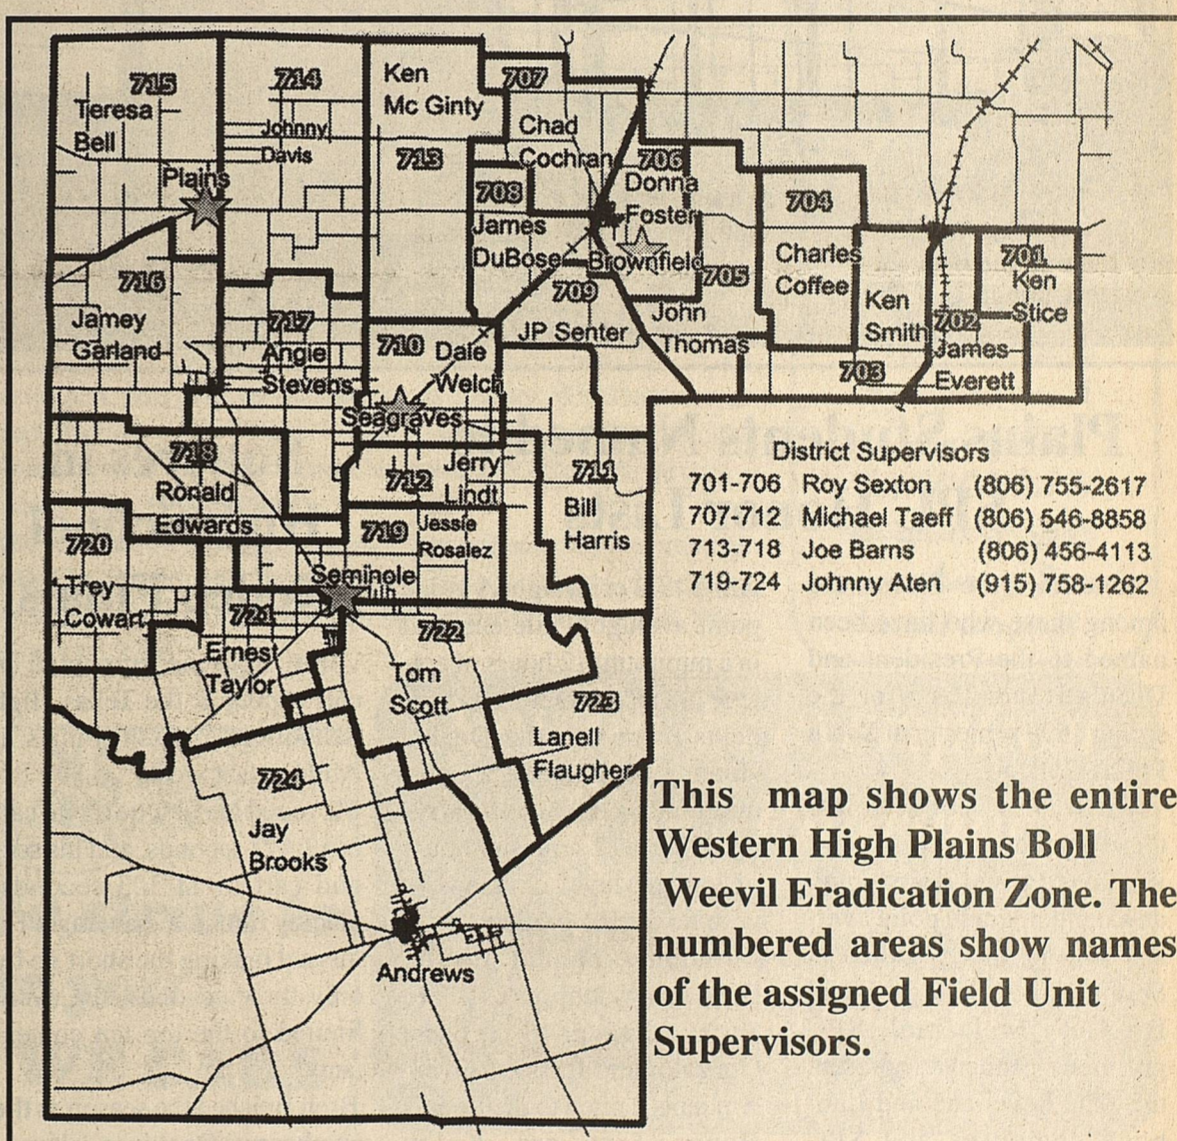 715
Teresa
Bell
Plains
714
Johnny
Davis
Ken
Mc Ginty
713
707
Chad
Cochran
708
James
DuBose
706
Donna
Foster
Brownfield
709
JP Senter
705
John
Thomas
704
Charles
Coffee
Ken
Smith
703
702
James
Everett
701
Ken
Stice
716
Jamey
Garland
717
Angie
Stevens
710
Dale
Welch
Seagraves
718
Ronald
Edwards
712
Jerry
Lindt
711
Bill
Harris
719
Jessie
Rosalez
720
Trey
Cowart
Seminole
721
Ernest
Taylor
722
Tom
Scott
723
Lanell
Flaugher
724
Jay
Brooks
Andrews
District Supervisors
701-706 Roy Sexton (806) 755-2617
707-712 Michael Taeff (806) 546-8858
713-718 Joe Barns (806) 456-4113
719-724 Johnny Aten (915) 758-1262
This map shows the entire
Western High Plains Boll
Weevil Eradication Zone. The
numbered areas show names
of the assigned Field Unit
Supervisors.